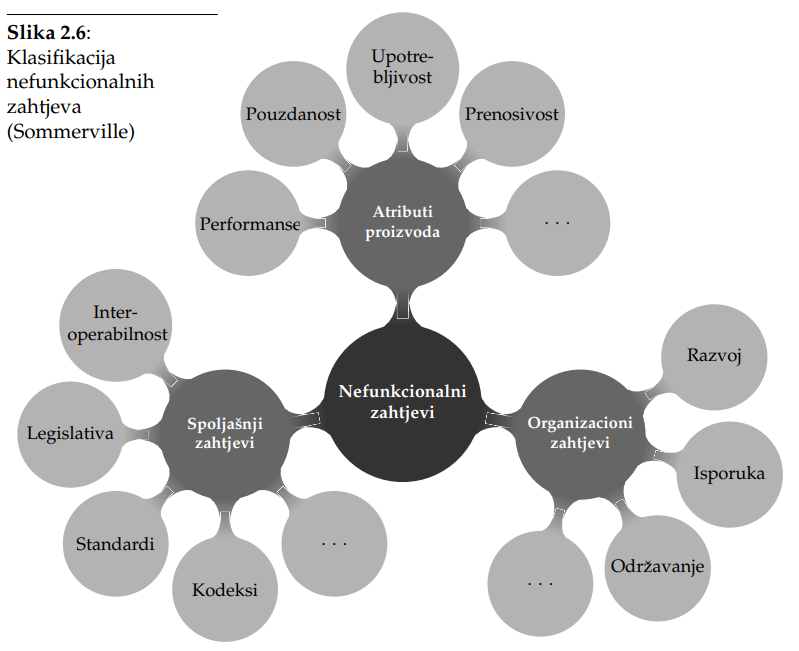 Slika 2.6:
Klasifikacija
nefunkcionalnih
zahtjeva
(Sommerville)
Upotre-
bljivost
Pouzdanost
Prenosivost
Performanse
Atributi
proizvoda
. . .
Inter-
operabilnost
Legislativa
Spoljašnji
zahtjevi
Standardi
Kodeksi
. . .
Nefunkcionalni
zahtjevi
Organizacioni
zahtjevi
Razvoj
Isporuka
Održavanje
. . .